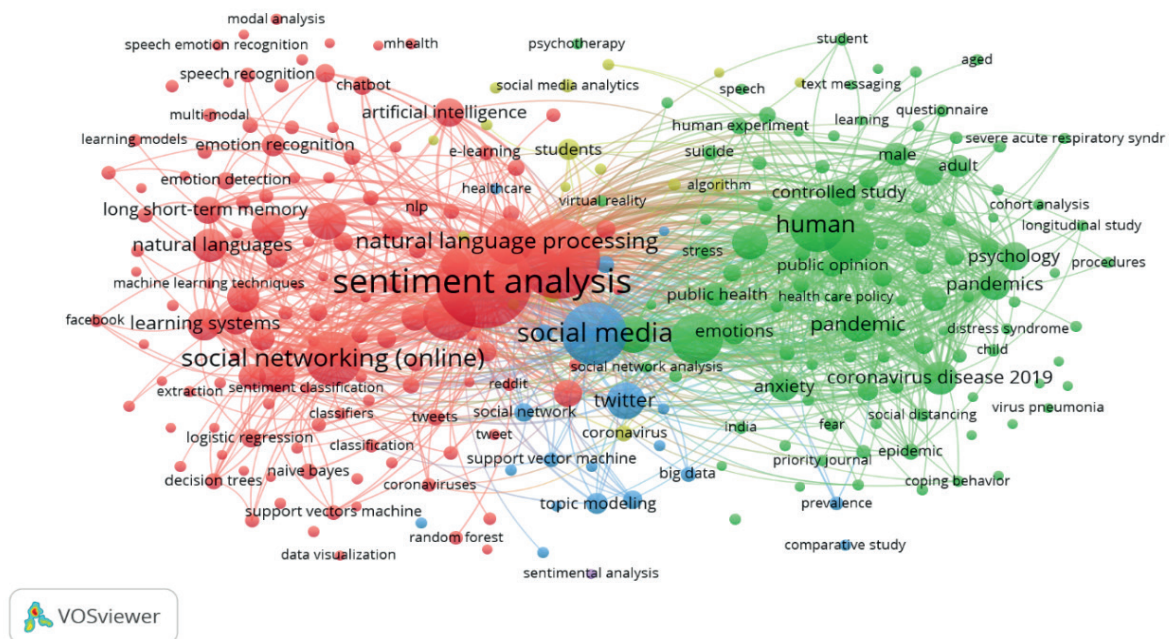 modal analysis
speech emotion recognition
mhealth
psychotherapy
student
aged
speech recognition
chatbot
social media analytics
speech
text messaging
multi-modal
artificial intelligence
human experiment
learning
questionnaire
learning models
emotion recognition
e-learning
students
suicide
male
severe acute respiratory syndr
adult
emotion detection
healthcare
algorithm
controlled study
long short-term memory
nlp
virtual reality
cohort analysis
human
longitudinal study
natural languages
natural language processing
stress
public opinion
psychology
procedures
machine learning techniques
sentiment analysis
public health
health care policy
pandemics
facebook
learning systems
social media
emotions
pandemic
distress syndrome
child
social networking (online)
social network analysis
coronavirus disease 2019
extraction
sentiment classification
reddit
anxiety
twitter
virus pneumonia
classifiers
tweets
social network
social distancing
logistic regression
classification
tweet
coronavirus
india
fear
epidemic
decision trees
naive bayes
support vector machine
big data
priority journal
coping behavior
coronaviruses
support vectors machine
topic modeling
prevalence
random forest
data visualization
comparative study
sentimental analysis
VOSviewer